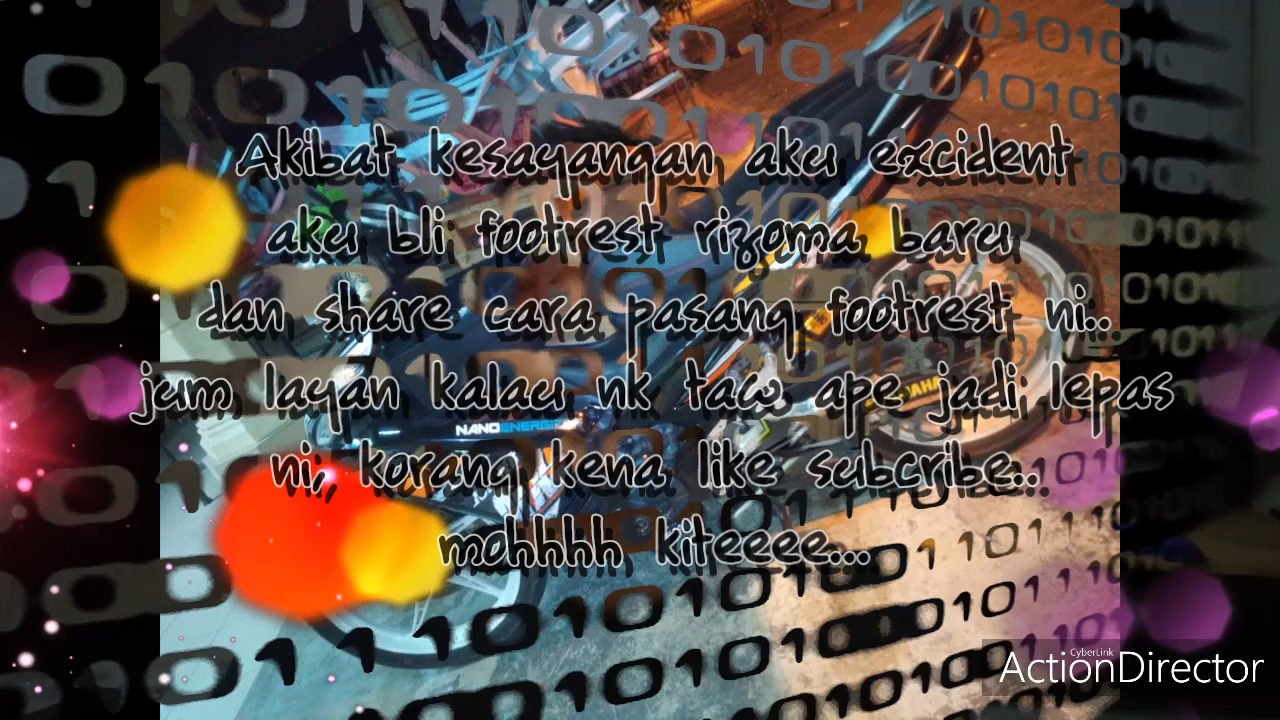 Akibat kesayangan aku excident
aku bli footrest rizoma baru
dan share cara pasang footrest ni..
jum layan kalau nk taw ape jadi lepas
ni, korang kena like subcribe..
mohhhh kiteeee...
NANOENERGI
CyberLink
ActionDirector